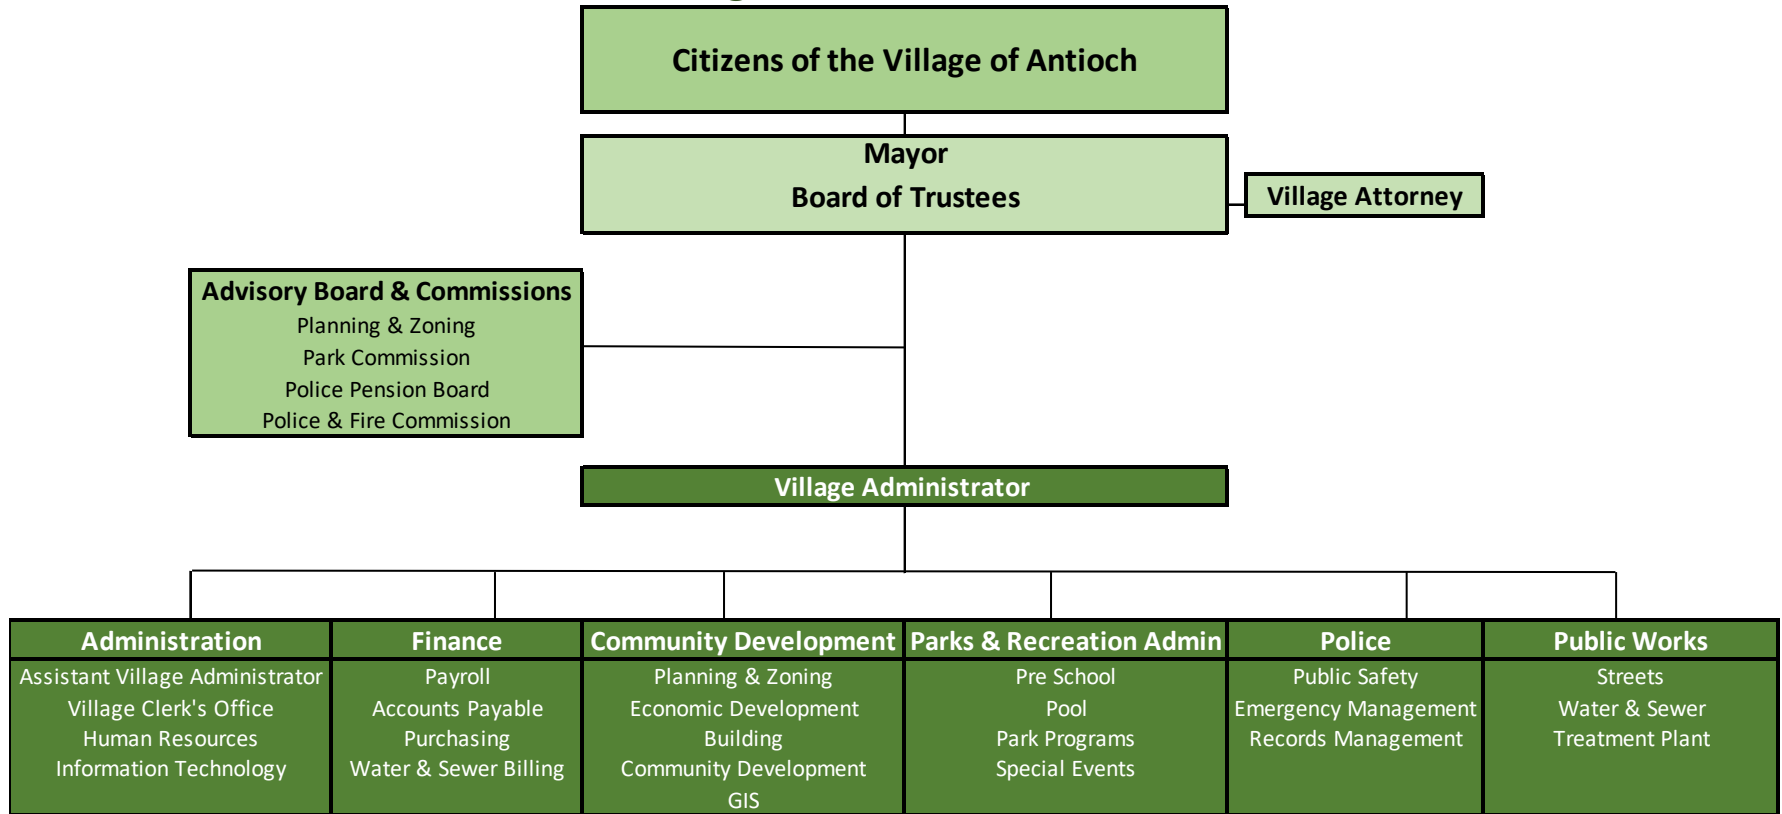 Citizens of the Village of Antioch
Mayor
Board of Trustees
Village Attorney
Advisory Board & Commissions
Planning & Zoning
Park Commission
Police Pension Board
Police & Fire Commission
Village Administrator
Administration
Assistant Village Administrator
Village Clerk's Office
Human Resources
Information Technology
Finance
Payroll
Accounts Payable
Purchasing
Water & Sewer Billing
Community Development
Planning & Zoning
Economic Development
Building
Community Development
GIS
Parks & Recreation Admin
Pre School
Pool
Park Programs
Special Events
Police
Public Safety
Emergency Management
Records Management
Public Works
Streets
Water & Sewer
Treatment Plant